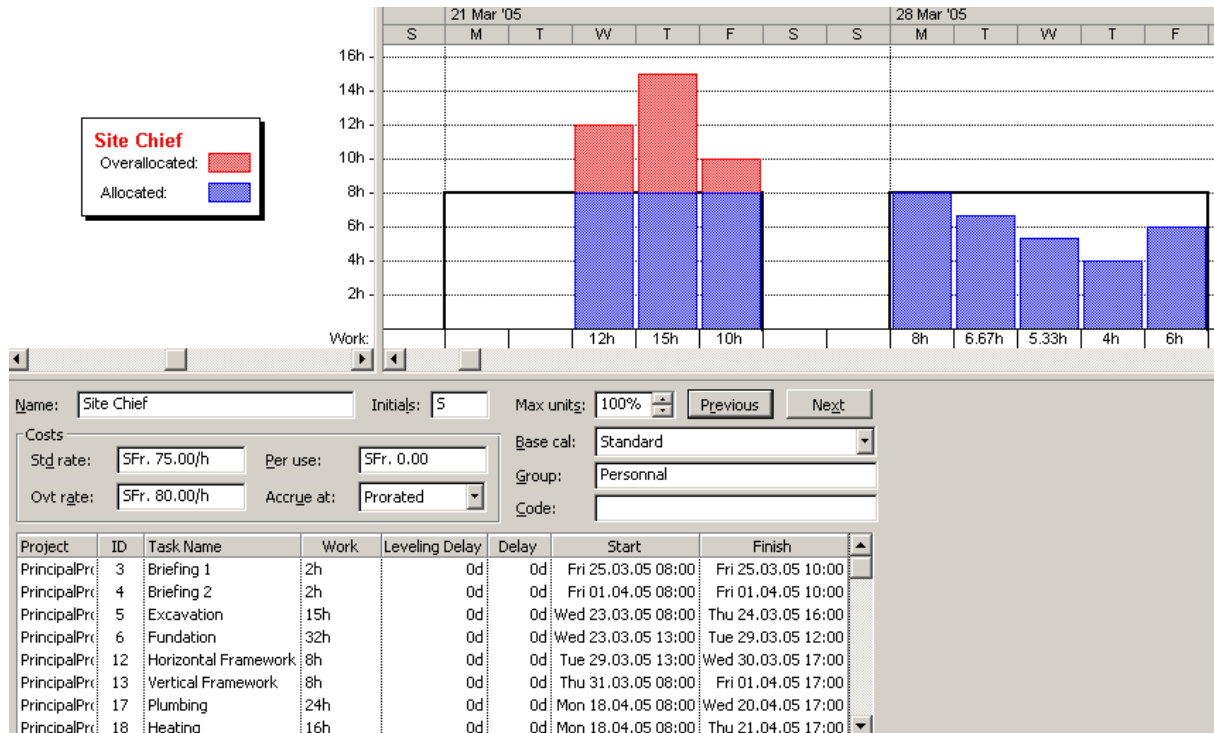 21 Mar '05 28 Mar '05
S M T W T F S S M T W T F
16h
14h
12h
10h
8h
6h
4h
2h
Site Chief
Overallocated:
Allocated:
Work: 12h 15h 10h 8h 6.67h 5.33h 4h 6h
Name: Site Chief Initials: S Max units: 100% Previous Next
Costs
Std rate: SFr. 75.00/h Per use: SFr. 0.00
Ovt rate: SFr. 80.00/h Accrue at: Prorated
Base cal: Standard
Group: Personnal
Code:
Project ID Task Name Work Leveling Delay Delay Start Finish
PrincipalPro 3 Briefing 1 2h 0d 0d Fri 25.03.05 08:00 Fri 25.03.05 10:00
PrincipalPro 4 Briefing 2 2h 0d 0d Fri 01.04.05 08:00 Fri 01.04.05 10:00
PrincipalPro 5 Excavation 15h 0d 0d Wed 23.03.05 08:00 Thu 24.03.05 16:00
PrincipalPro 6 Fundation 32h 0d 0d Wed 23.03.05 13:00 Tue 29.03.05 12:00
PrincipalPro 12 Horizontal Framework 8h 0d 0d Tue 29.03.05 13:00 Wed 30.03.05 17:00
PrincipalPro 13 Vertical Framework 8h 0d 0d Thu 31.03.05 08:00 Fri 01.04.05 17:00
PrincipalPro 17 Plumbing 24h 0d 0d Mon 18.04.05 08:00 Wed 20.04.05 17:00
PrincipalPro 18 Heating 16h 0d 0d Mon 18.04.05 08:00 Thu 21.04.05 17:00